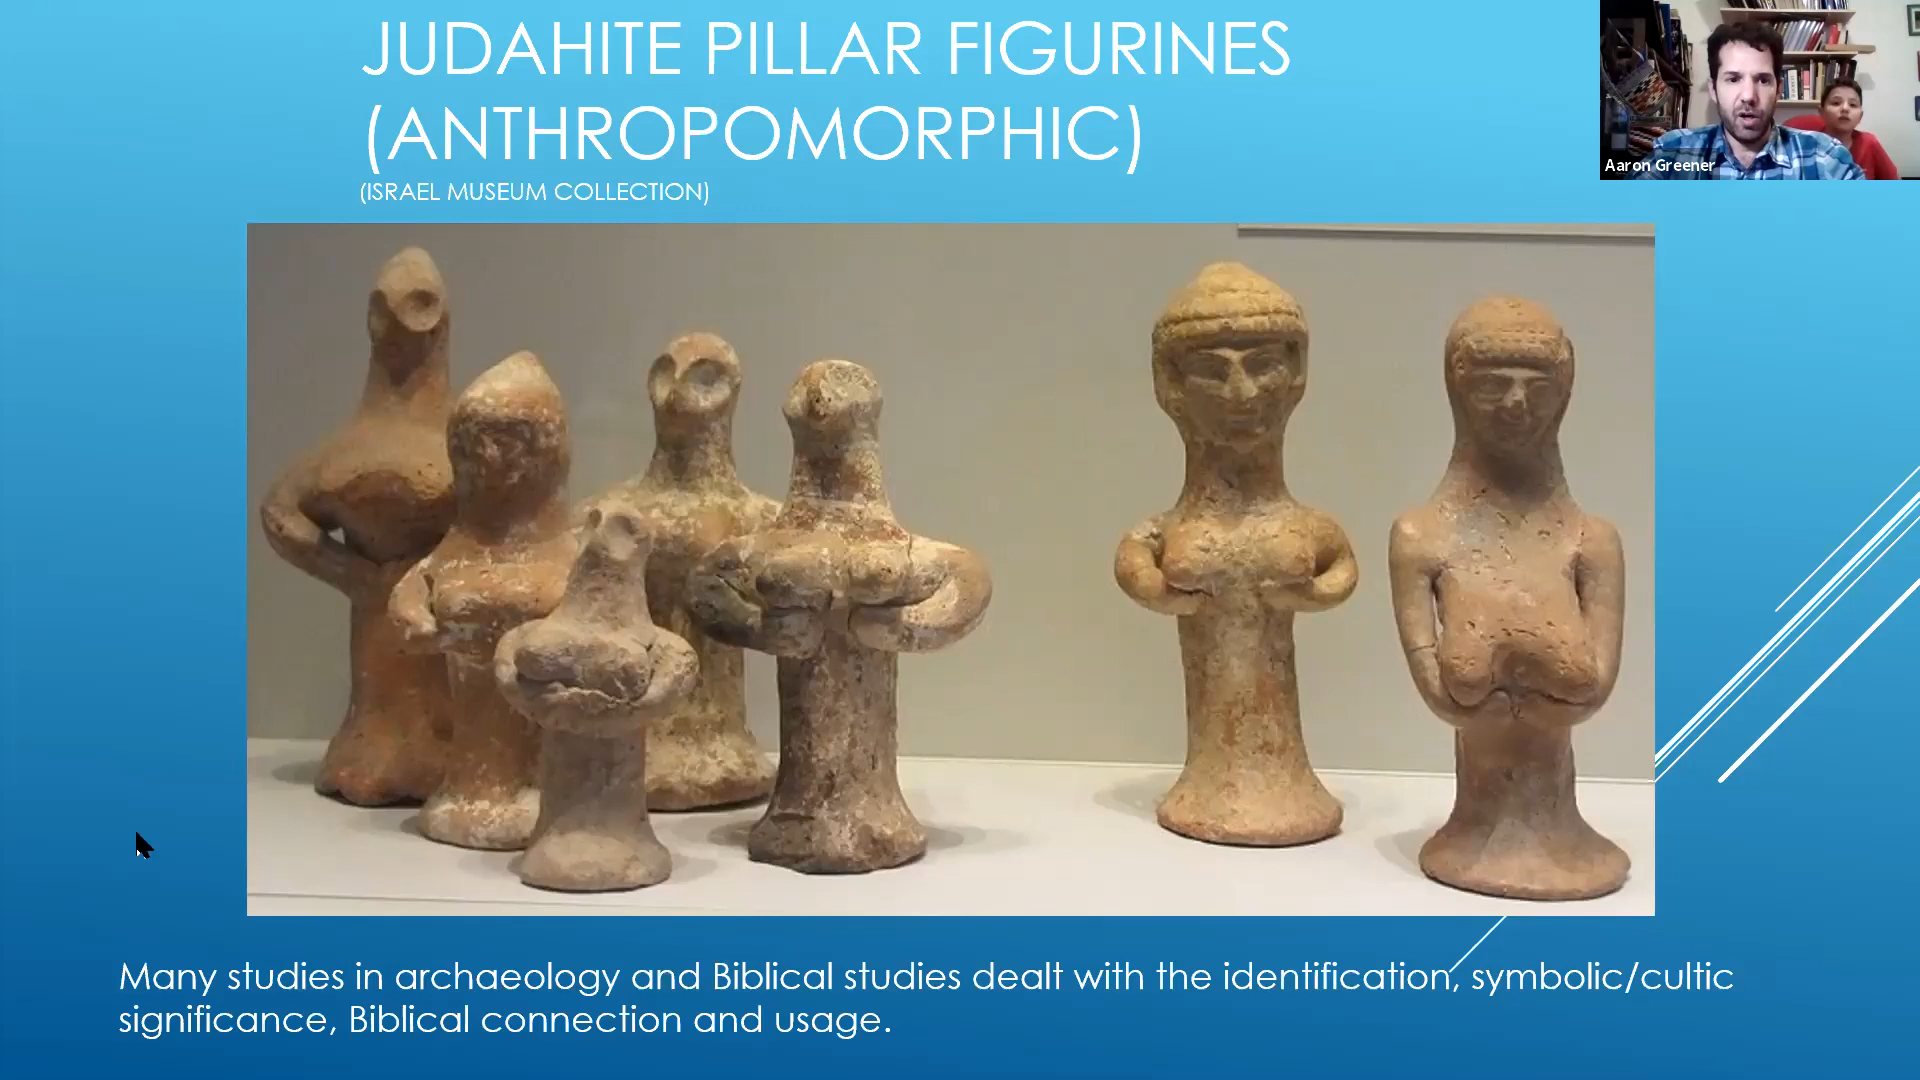 JUDAHITE PILLAR FIGURINES
(ANTHROPOMORPHIC)
(ISRAEL MUSEUM COLLECTION)
Aaron Greener
Many studies in archaeology and Biblical studies dealt with the identification, symbolic/cultic
significance, Biblical connection and usage.